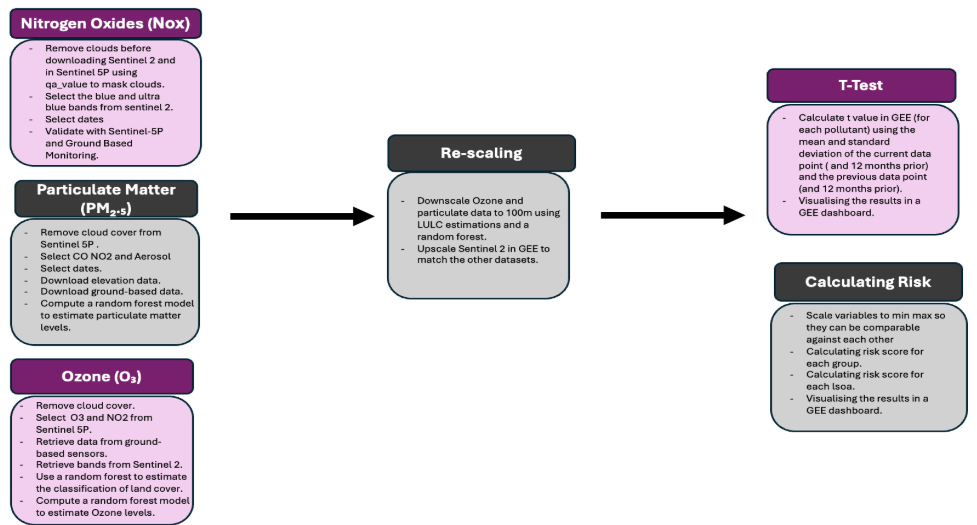 Nitrogen Oxides (Nox)
- Remove clouds before
downloading Sentinel 2 and
in Sentinel 5P using
qa_value to mask clouds.
- Select the blue and ultra
blue bands from sentinel 2.
- Select dates
- Validate with Sentinel-5P
and Ground Based
Monitoring.
Particulate Matter
(PM₂.₅)
- Remove cloud cover from
Sentinel 5P .
- Select CO NO2 and Aerosol
- Select dates.
- Download elevation data.
- Download ground-based data.
- Compute a random forest model
to estimate particulate matter
levels.
Ozone (O₃)
- Remove cloud cover.
- Select O3 and NO2 from
Sentinel 5P.
- Retrieve data from ground-
based sensors.
- Retrieve bands from Sentinel 2.
- Use a random forest to estimate
the classification of land cover.
- Compute a random forest model
to estimate Ozone levels.
Re-scaling
- Downscale Ozone and
particulate data to 100m using
LULC estimations and a
random forest.
- Upscale Sentinel 2 in GEE to
match the other datasets.
T-Test
- Calculate t value in GEE (for
each pollutant) using the
mean and standard
deviation of the current data
point ( and 12 months prior)
and the previous data point
(and 12 months prior).
- Visualising the results in a
GEE dashboard.
Calculating Risk
- Scale variables to min max so
they can be comparable
against each other
- Calculating risk score for
each group.
- Calculating risk score for
each lsoa.
- Visualising the results in a
GEE dashboard.